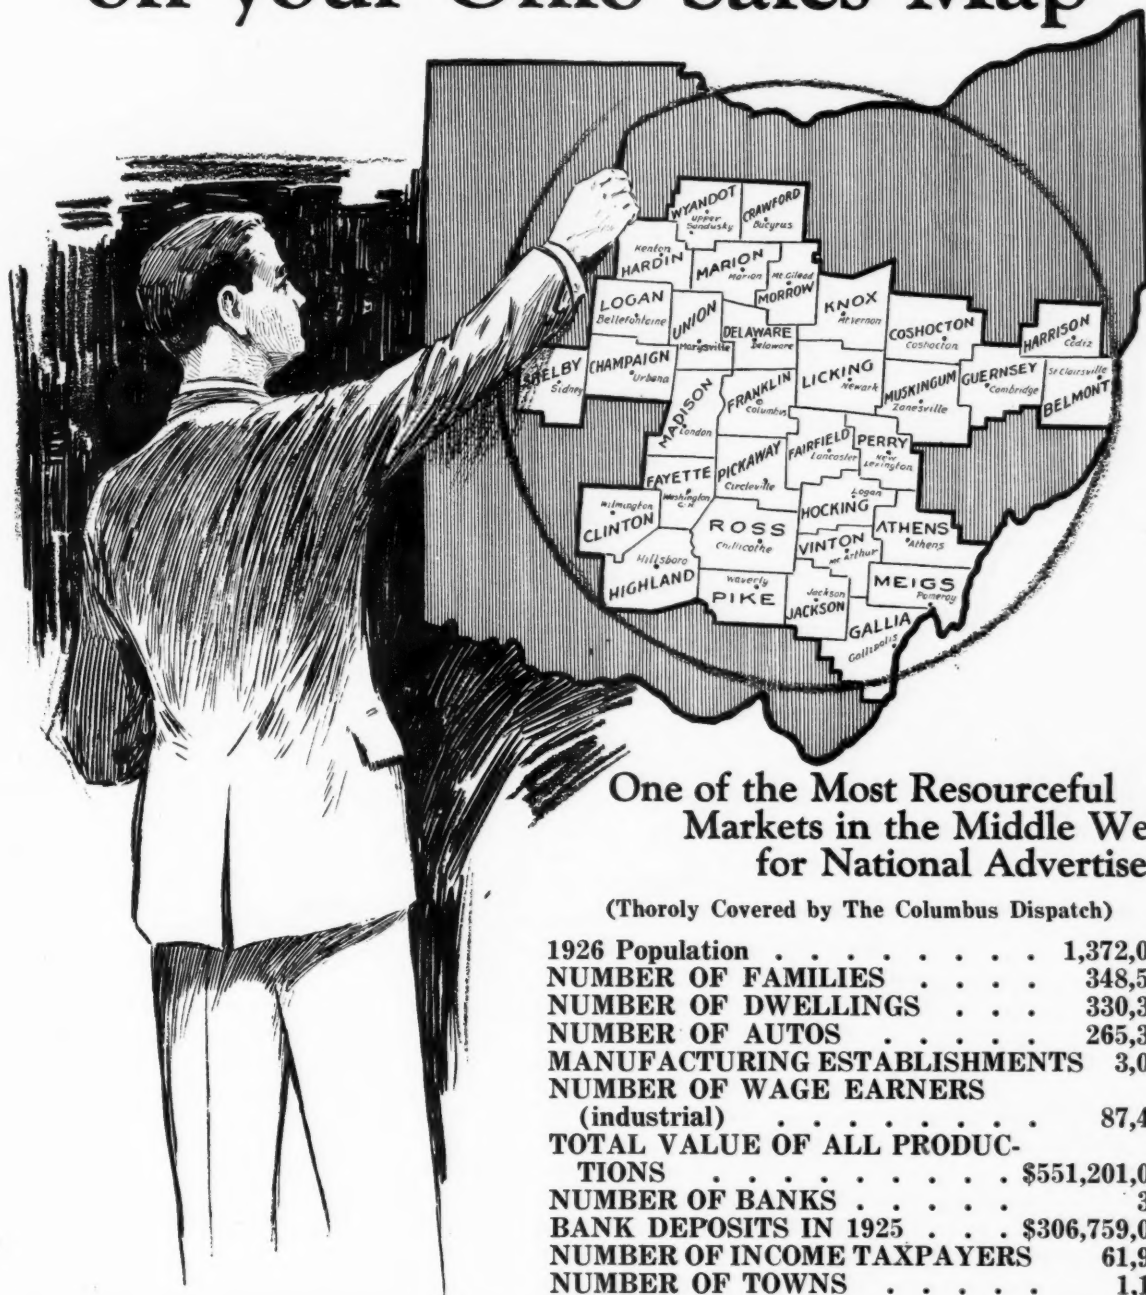 on your Ohio Sales Map
WYANDOT
Upper
Sandusky
CRAWFORD
Bucyrus
Kenton
HARDIN
MARION
Marion
Mt. Gilead
MORROW
LOGAN
Bellefontaine
UNION
Marysville
DELAWARE
Delaware
KNOX
Mt Vernon
COSHOCTON
Coshocton
HARRISON
Cadiz
SHELBY
Sidney
CHAMPAIGN
Urbana
MADISON
London
FRANKLIN
Columbus
LICKING
Newark
MUSKINGUM
Zanesville
GUERNSEY
Cambridge
St Clairsville
BELMONT
FAYETTE
Washington
C.H.
PICKAWAY
Circleville
FAIRFIELD
Lancaster
PERRY
New
Lexington
Wilmington
CLINTON
ROSS
Chillicothe
Logan
HOCKING
ATHENS
Athens
VINTON
Mc Arthur
Hillsboro
HIGHLAND
Waverly
PIKE
Jackson
JACKSON
MEIGS
Pomeroy
GALLIA
Gallipolis
One of the Most Resourceful
Markets in the Middle We
for National Advertise
(Thoroly Covered by The Columbus Dispatch)
1926 Population . . . . . . . . . 1,372,0
NUMBER OF FAMILIES . . . . 348,5
NUMBER OF DWELLINGS . . . 330,3
NUMBER OF AUTOS . . . . . 265,3
MANUFACTURING ESTABLISHMENTS 3,0
NUMBER OF WAGE EARNERS
(industrial) . . . . . . . . 87,4
TOTAL VALUE OF ALL PRODUC-
TIONS . . . . . . . . . $551,201,0
NUMBER OF BANKS . . . . . 3
BANK DEPOSITS IN 1925 . . . $306,759,0
NUMBER OF INCOME TAXPAYERS 61,9
NUMBER OF TOWNS . . . . . 1,1